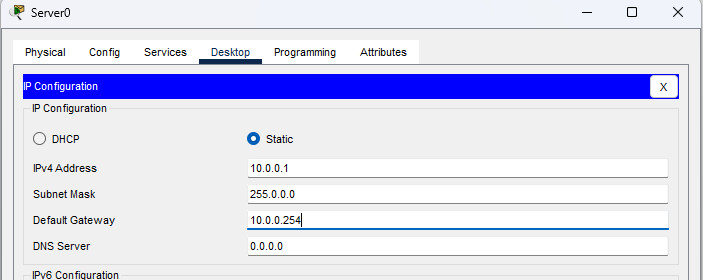 Server0
Physical Config Services Desktop Programming Attributes
IP Configuration X
IP Configuration
DHCP Static
IPv4 Address 10.0.0.1
Subnet Mask 255.0.0.0
Default Gateway 10.0.0.254
DNS Server 0.0.0.0
IPv6 Configuration